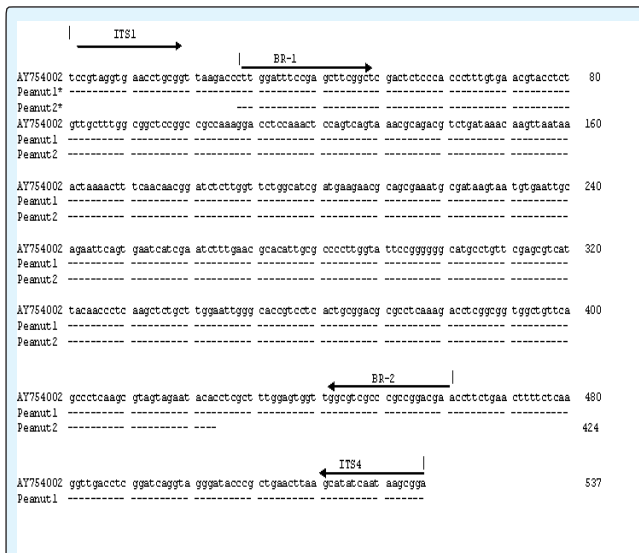 ITS1
BR-1
AY754002 tccgtaggtg aacctgcggt taagaccctt ggatttccga gcttcggctc gactctccca ccctttgtga acgtacctct 80
Peanut1* ---------- ---------- ---------- ---------- ---------- ---------- ---------- ----------
Peanut2* --- ---------- ---------- ---------- ---------- ----------
AY754002 gttgctttgg cggctccggc cgccaaagga cctccaaact ccagtcagta aacgcagacg tctgataaac aagttaataa 160
Peanut1 ---------- ---------- ---------- ---------- ---------- ---------- ---------- ----------
Peanut2 ---------- ---------- ---------- ---------- ---------- ---------- ---------- ----------
AY754002 actaaaactt tcaacaacgg atctcttggt tctggcatcg atgaagaacg cagcgaaatg cgataagtaa tgtgaattgc 240
Peanut1 ---------- ---------- ---------- ---------- ---------- ---------- ---------- ----------
Peanut2 ---------- ---------- ---------- ---------- ---------- ---------- ---------- ----------
AY754002 agaattcagt gaatcatcga atctttgaac gcacattgcg ccccttggta ttccgggggg catgcctgtt cgagcgtcat 320
Peanut1 ---------- ---------- ---------- ---------- ---------- ---------- ---------- ----------
Peanut2 ---------- ---------- ---------- ---------- ---------- ---------- ---------- ----------
AY754002 tacaaccctc aagctctgct tggaattggg caccgtcctc actgcggacg cgcctcaaag acctcggcgg tggctgttca 400
Peanut1 ---------- ---------- ---------- ---------- ---------- ---------- ---------- ----------
Peanut2 ---------- ---------- ---------- ---------- ---------- ---------- ---------- ----------
BR-2
AY754002 gccctcaagc gtagtagaat acacctcgct ttggagtggt tggcgtcgcc cgccggacga accttctgaa cttttctcaa 480
Peanut1 ---------- ---------- ---------- ---------- ---------- ---------- ---------- ----------
Peanut2 ---------- ---------- ---- 424
ITS4
AY754002 ggttgacctc ggatcaggta gggatacccg ctgaacttaa gcatatcaat aagcgga 537
Peanut1 ---------- ---------- ---------- ---------- ---------- -------